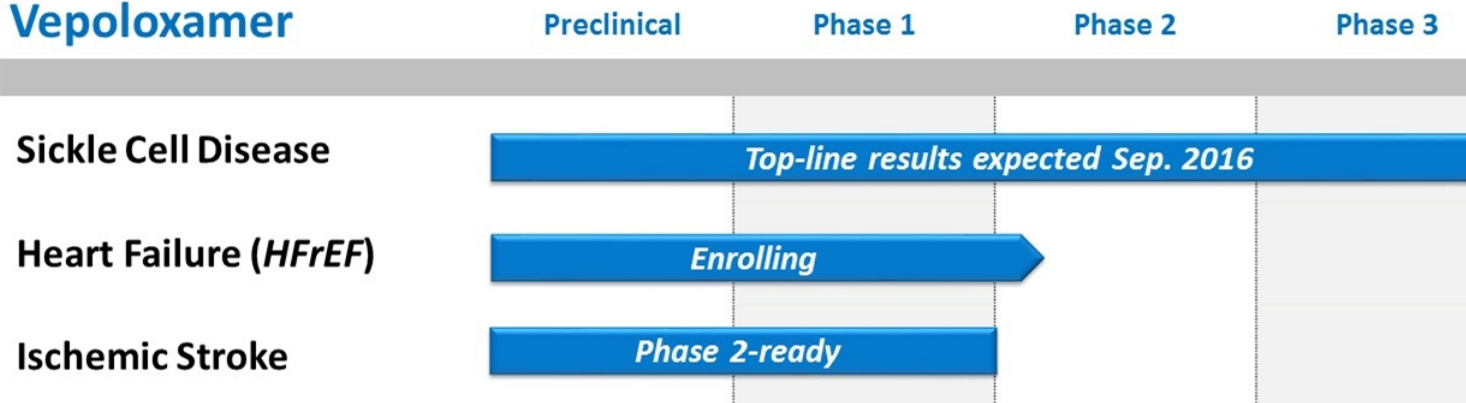 Vepoloxamer Preclinical Phase 1 Phase 2 Phase 3
Sickle Cell Disease Top-line results expected Sep. 2016
Heart Failure (HFrEF) Enrolling
Ischemic Stroke Phase 2-ready